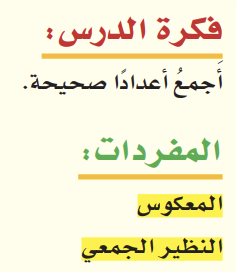 فكرة الدرس:
أَجمعُ أعدادًا صحيحة.
المفردات:
المعكوس
النظير الجمعي